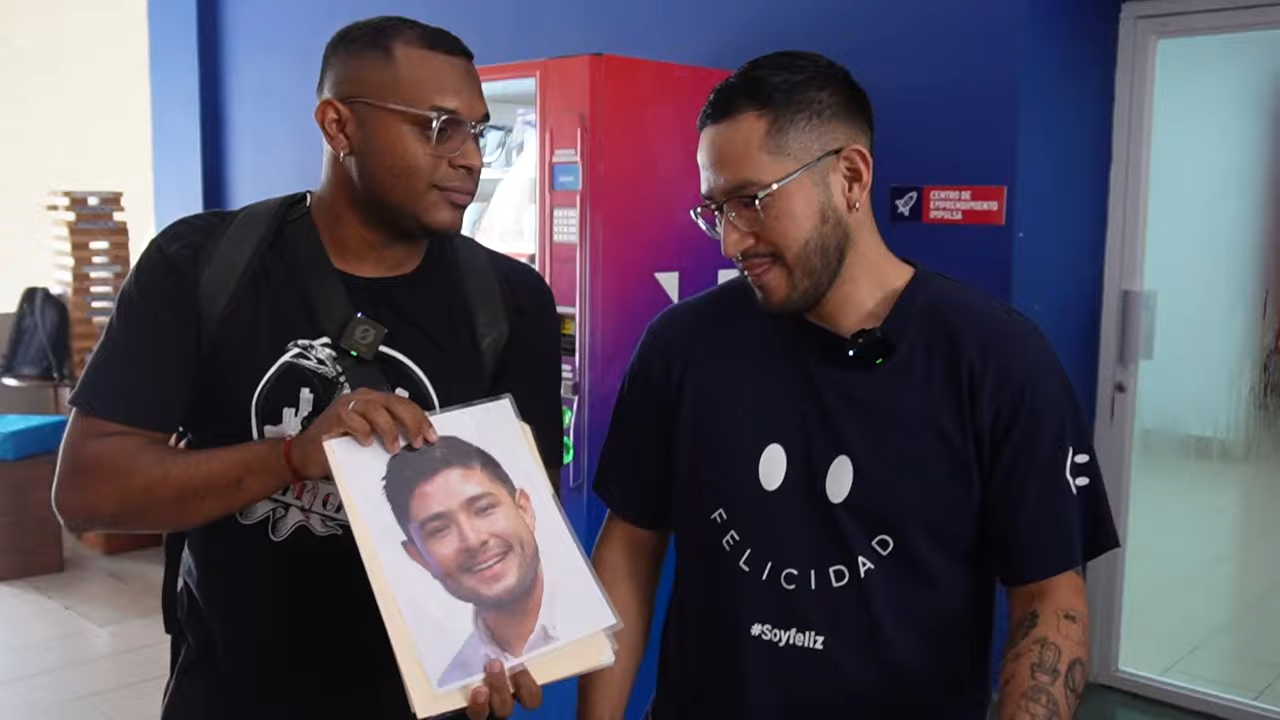 CENTRO DE
EMPRENDIMIENTO
IMPULSA
FELICIDAD
#Soyfeliz